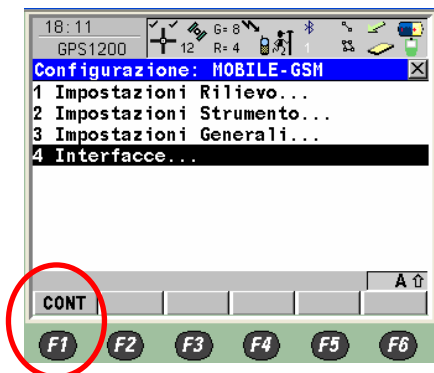 18:11
GPS1200
12
G= 8
R= 4
1
Configurazione: MOBILE-GSM
1 Impostazioni Rilievo...
2 Impostazioni Strumento...
3 Impostazioni Generali...
4 Interfacce...
A
CONT
F1 F2 F3 F4 F5 F6